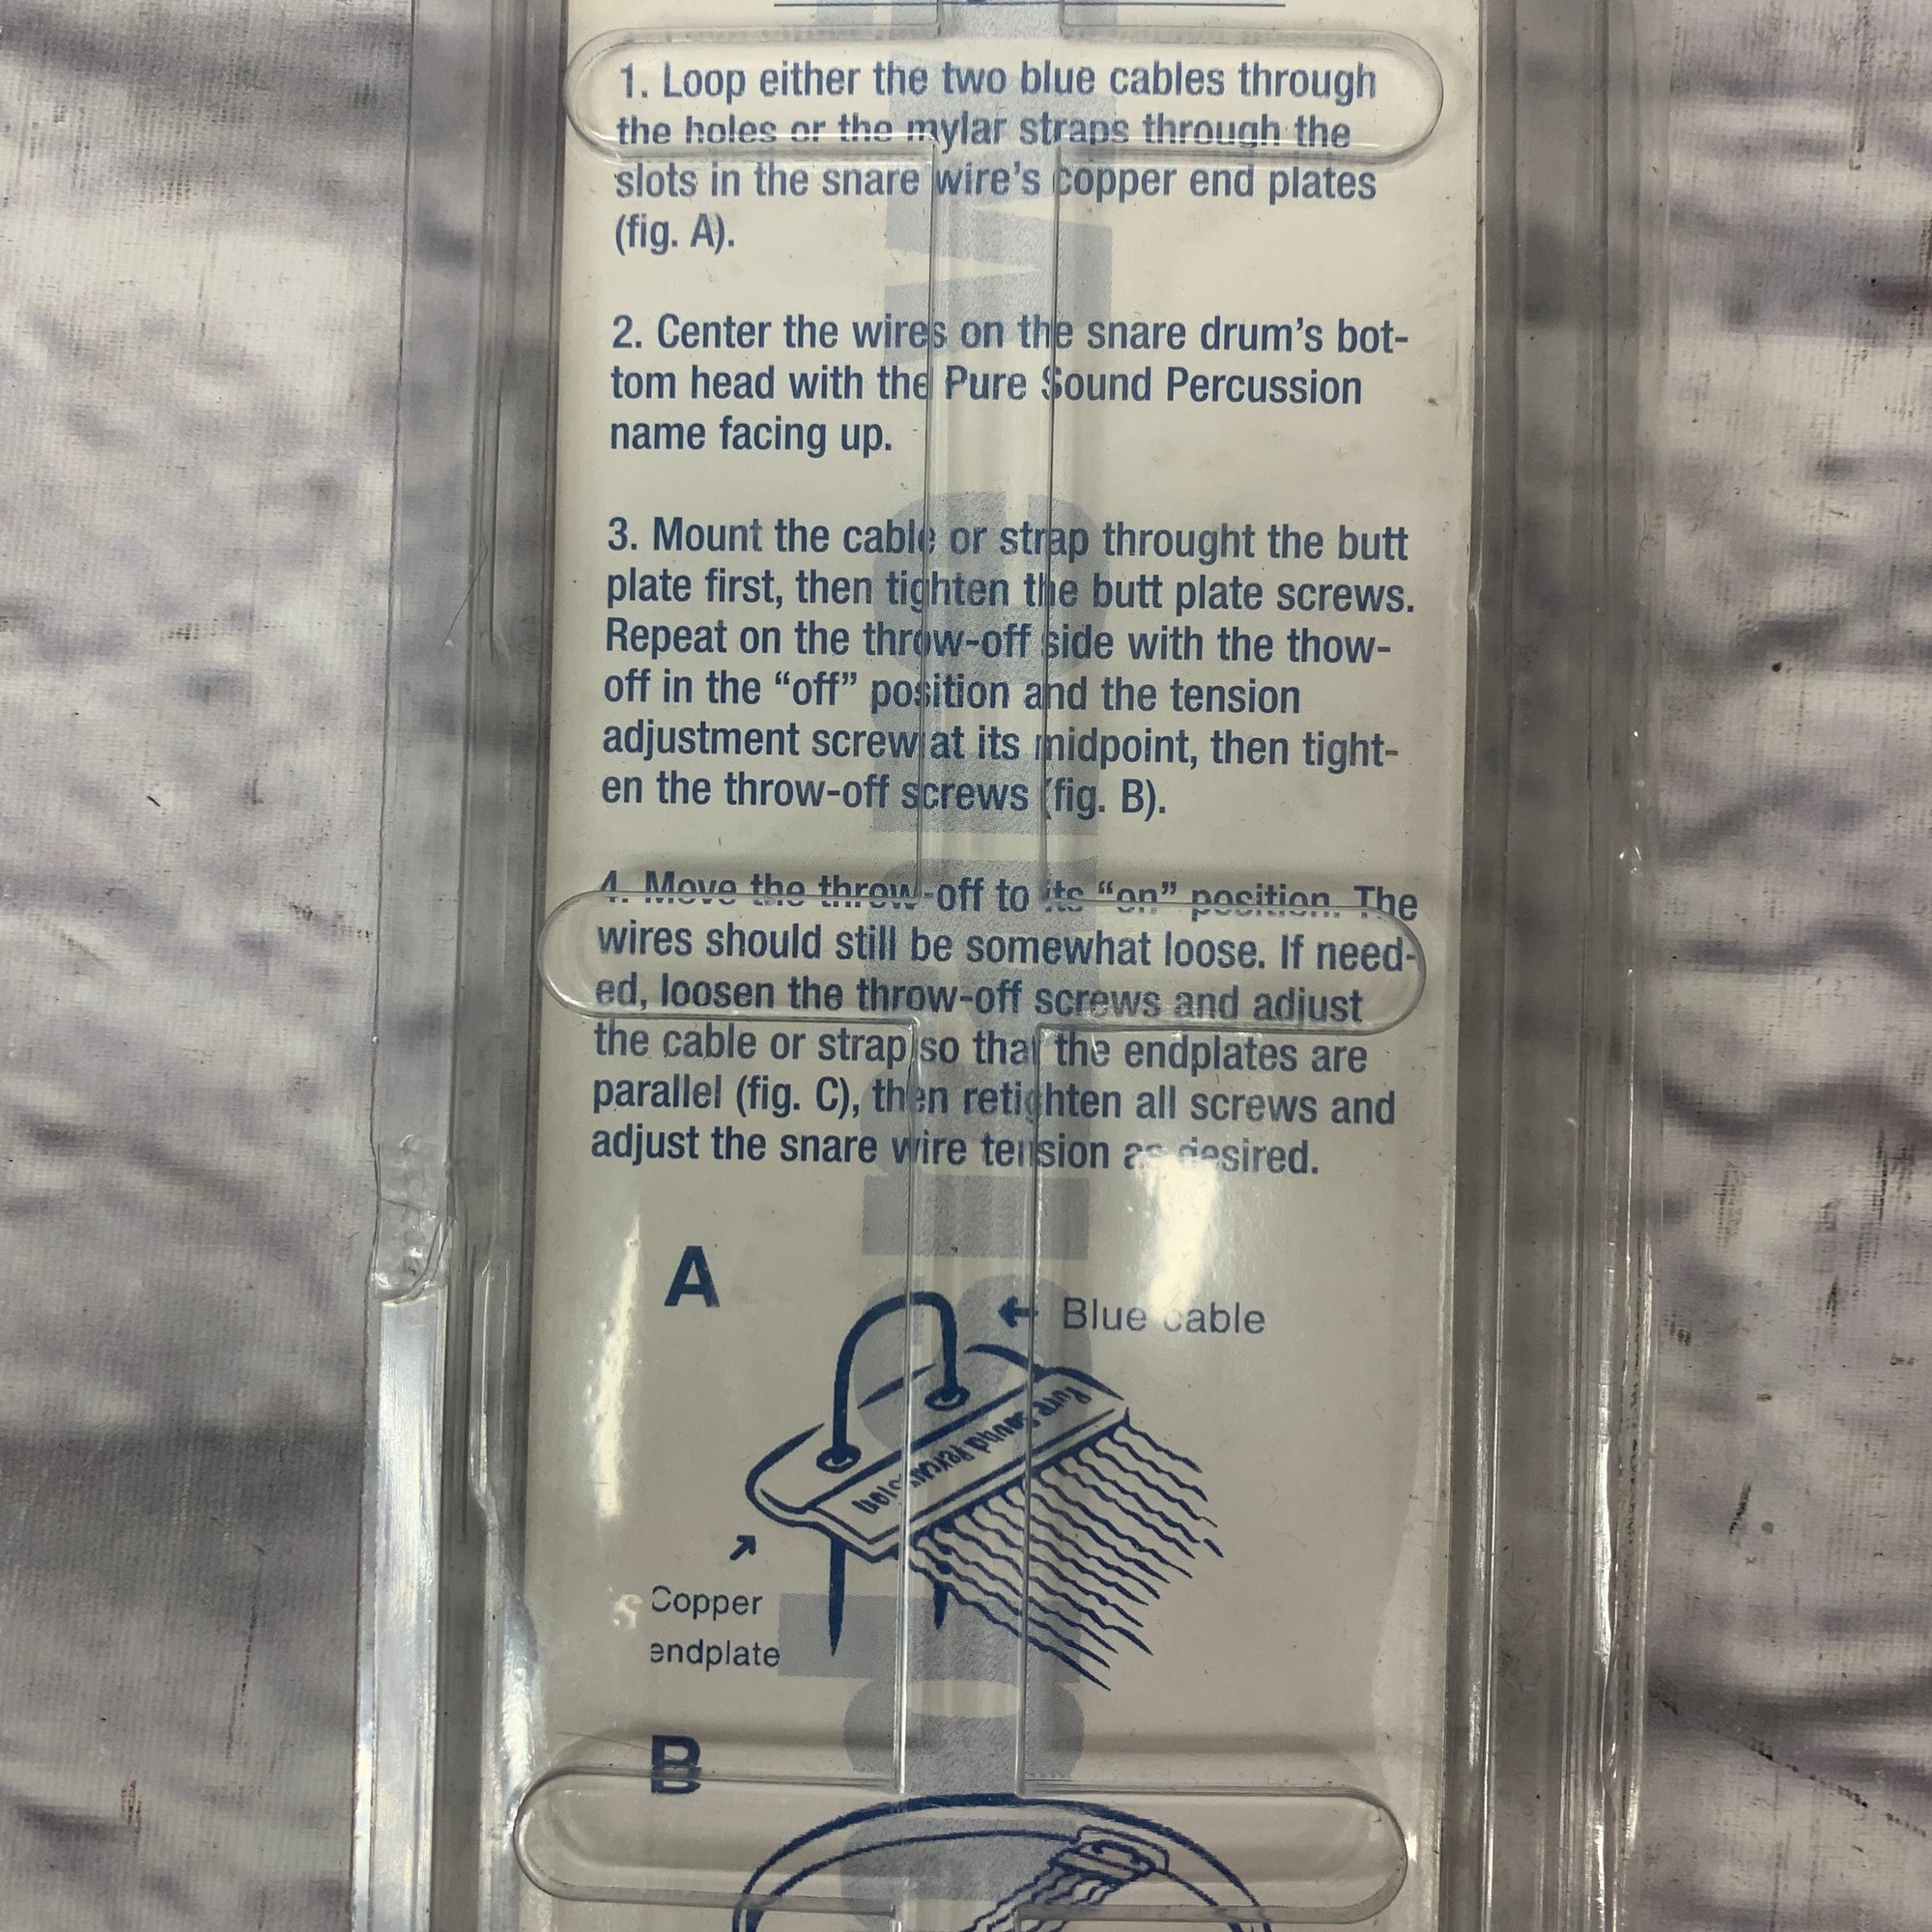 1. Loop either the two blue cables through
the holes or the mylar straps through the
slots in the snare wire's copper end plates
(fig. A).
2. Center the wires on the snare drum's bot-
tom head with the Pure Sound Percussion
name facing up.
3. Mount the cable or strap throught the butt
plate first, then tighten the butt plate screws.
Repeat on the throw-off side with the thow-
off in the “off” position and the tension
adjustment screw at its midpoint, then tight-
en the throw-off screws (fig. B).
4. Move the throw-off to its “on” position. The
wires should still be somewhat loose. If need-
ed, loosen the throw-off screws and adjust
the cable or strap so that the endplates are
parallel (fig. C), then retighten all screws and
adjust the snare wire tension as desired.
A
Blue cable
Pure Sound Percussion
Copper
endplate
B